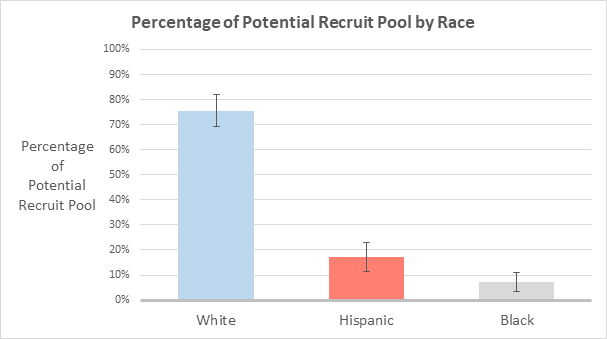 Percentage of Potential Recruit Pool by Race
100%
90%
80%
70%
60%
50%
40%
30%
20%
10%
0%
Percentage
of
Potential
Recruit Pool
White Hispanic Black